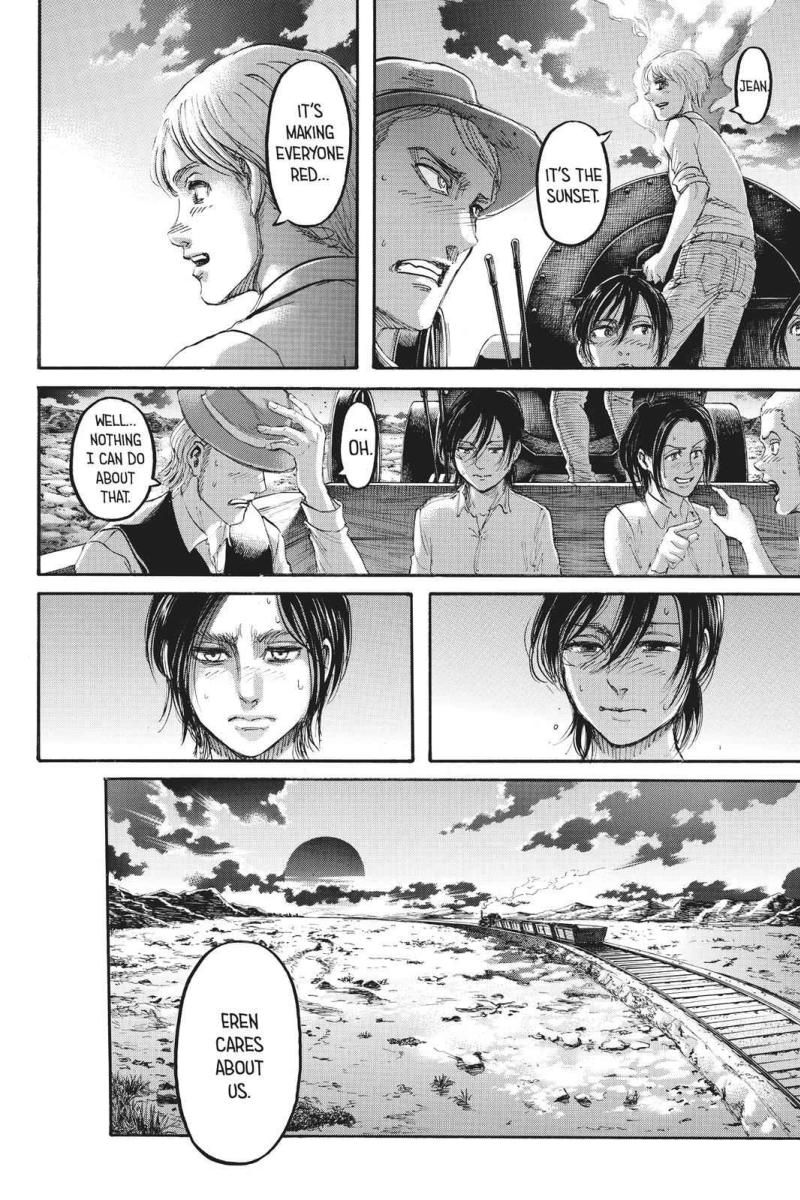 JEAN.
IT'S THE
SUNSET.
IT'S
MAKING
EVERYONE
RED...
...
OH.
WELL...
NOTHING
I CAN DO
ABOUT
THAT.
EREN
CARES
ABOUT
US.